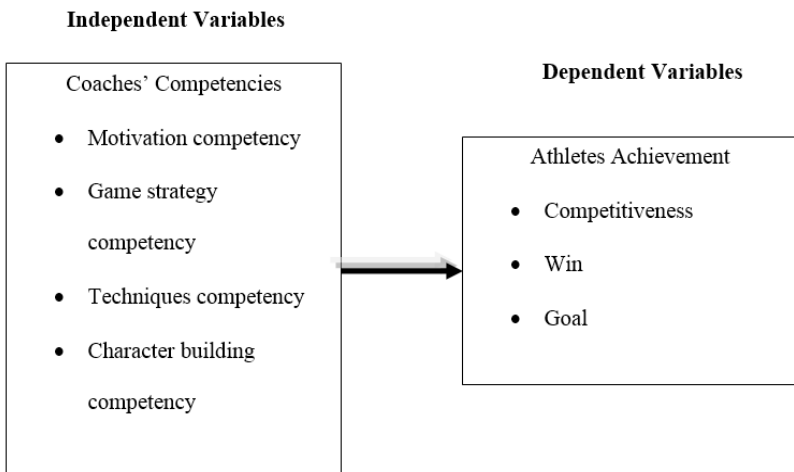 Independent Variables
Coaches’ Competencies
• Motivation competency
• Game strategy
competency
• Techniques competency
• Character building
competency
Dependent Variables
Athletes Achievement
• Competitiveness
• Win
• Goal